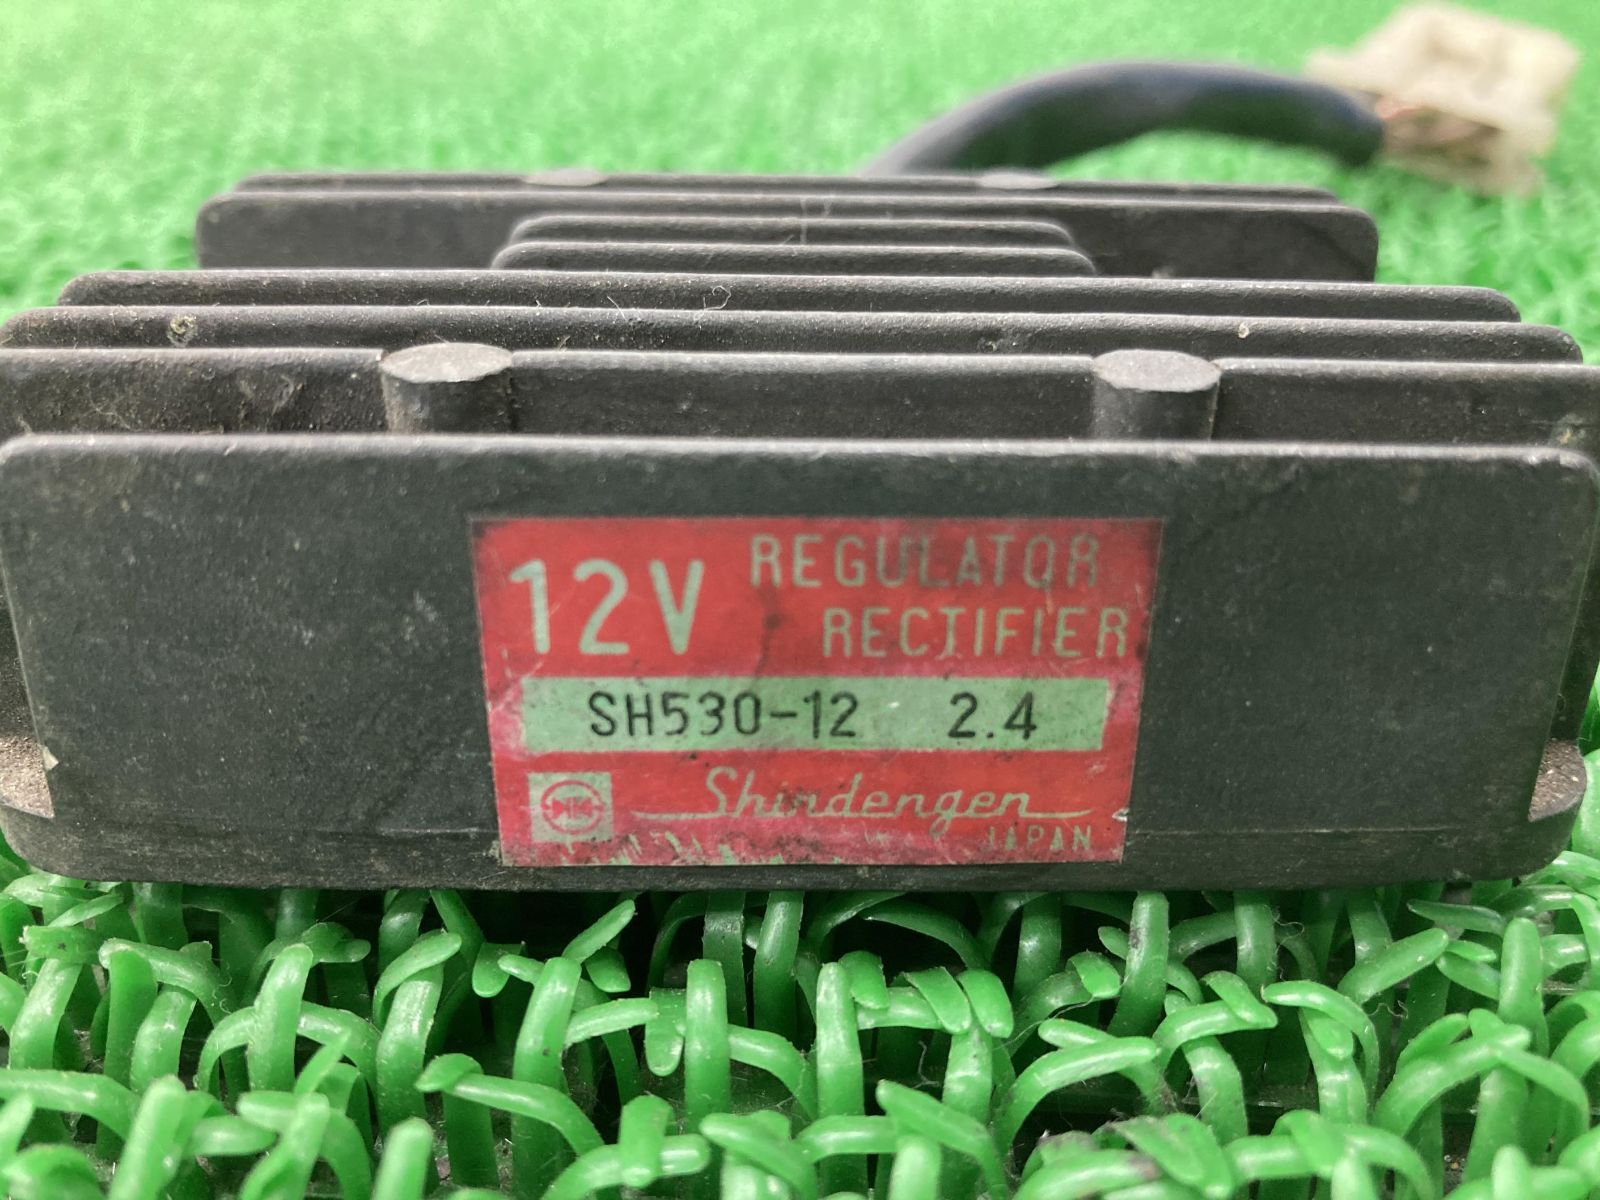 12V REGULATOR
RECTIFIER
SH530-12 2.4
Shindengen
JAPAN